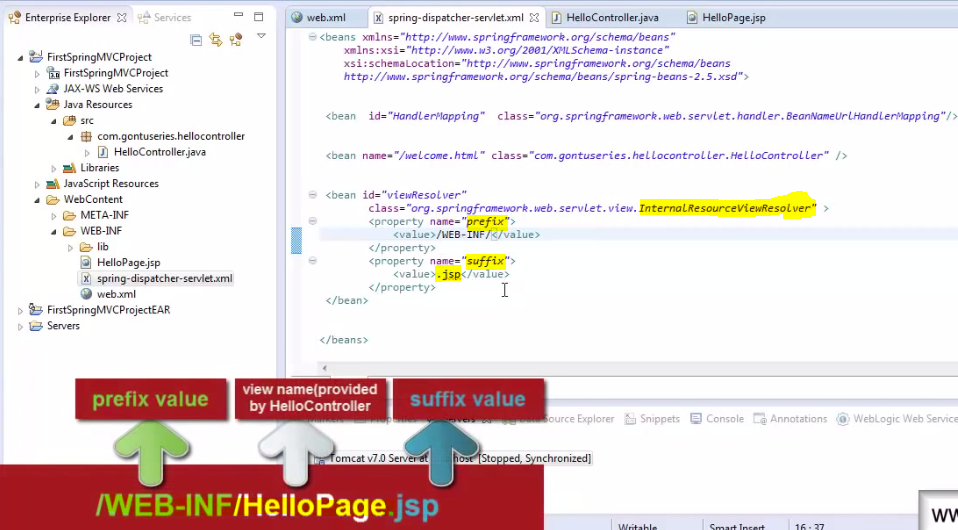 Enterprise Explorer
Services
web.xml
spring-dispatcher-servlet.xml
HelloController.java
HelloPage.jsp
FirstSpringMVCProject
FirstSpringMVCProject
JAX-WS Web Services
Java Resources
src
com.gontuseries.hellocontroller
HelloController.java
Libraries
JavaScript Resources
WebContent
META-INF
WEB-INF
lib
HelloPage.jsp
spring-dispatcher-servlet.xml
web.xml
FirstSpringMVCProjectEAR
Servers
<beans xmlns="http://www.springframework.org/schema/beans"
xmlns:xsi="http://www.w3.org/2001/XMLSchema-instance"
xsi:schemaLocation="http://www.springframework.org/schema/beans
http://www.springframework.org/schema/beans/spring-beans-2.5.xsd">
<bean id="HandlerMapping" class="org.springframework.web.servlet.handler.BeanNameUrlHandlerMapping"/>
<bean name="/welcome.html" class="com.gontuseries.hellocontroller.HelloController" />
<bean id="viewResolver"
class="org.springframework.web.servlet.view.InternalResourceViewResolver" >
<property name="prefix">
<value>/WEB-INF/</value>
</property>
<property name="suffix">
<value>.jsp</value>
</property>
</bean>
</beans>
prefix value
view name(provided
by HelloController
suffix value
Data Source Explorer
Snippets
Console
Annotations
WebLogic Web Service
Tomcat v7.0 Server at
[Stopped, Synchronized]
/WEB-INF/HelloPage.jsp
Writable
Smart Insert
16 : 37